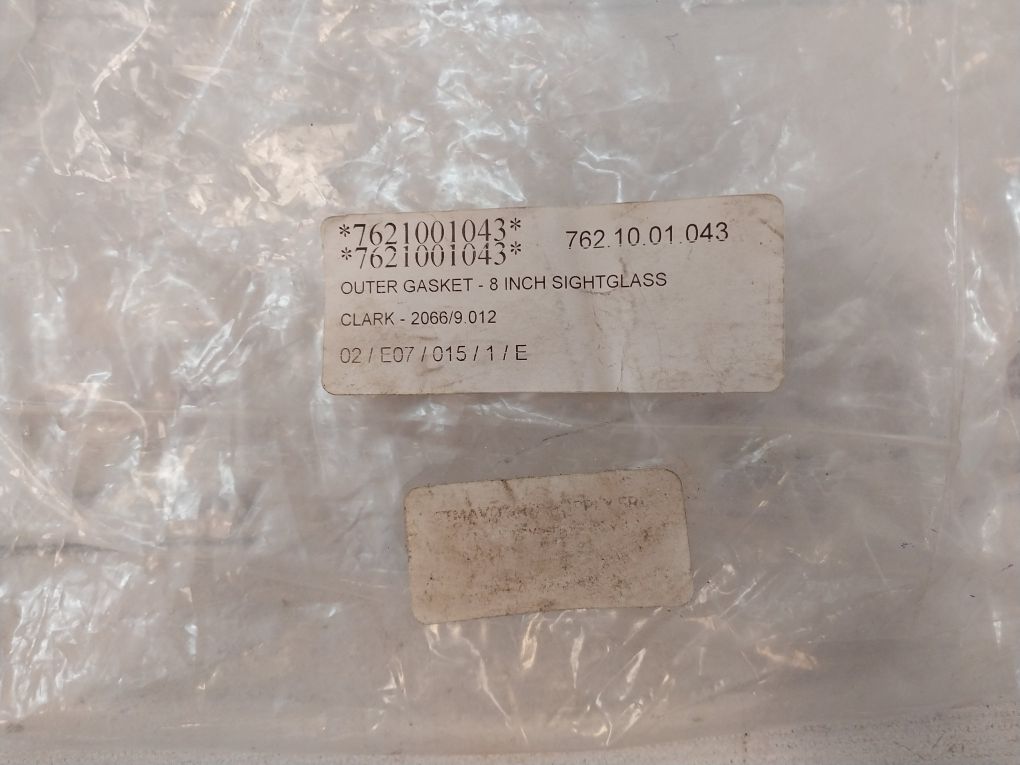 *7621001043* 762.10.01.043
*7621001043*
OUTER GASKET - 8 INCH SIGHTGLASS
CLARK - 2066/9.012
02 / E07 / 015 / 1 / E